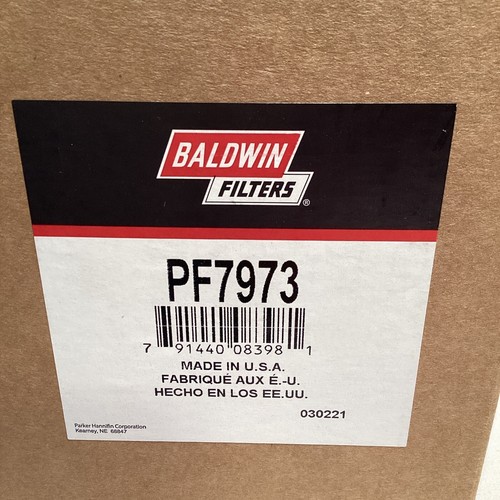 BALDWIN
FILTERS®
PF7973
7 91440 08398 1
MADE IN U.S.A.
FABRIQUÉ AUX É.-U.
HECHO EN LOS EE.UU.
030221
Parker Hannifin Corporation
Kearney, NE 68847